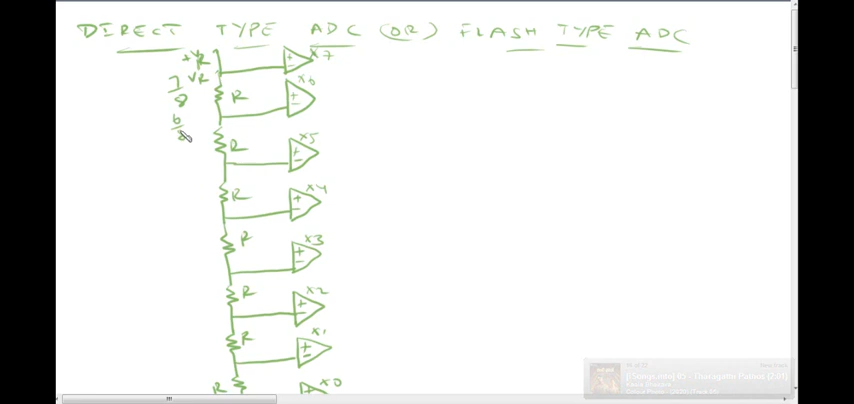 DIRECT TYPE ADC (OR) FLASH TYPE ADC
+VR
X7
7/8 VR
R
X6
6/8
R
X5
R
X4
R
X3
R
X2
R
X1
R
X0